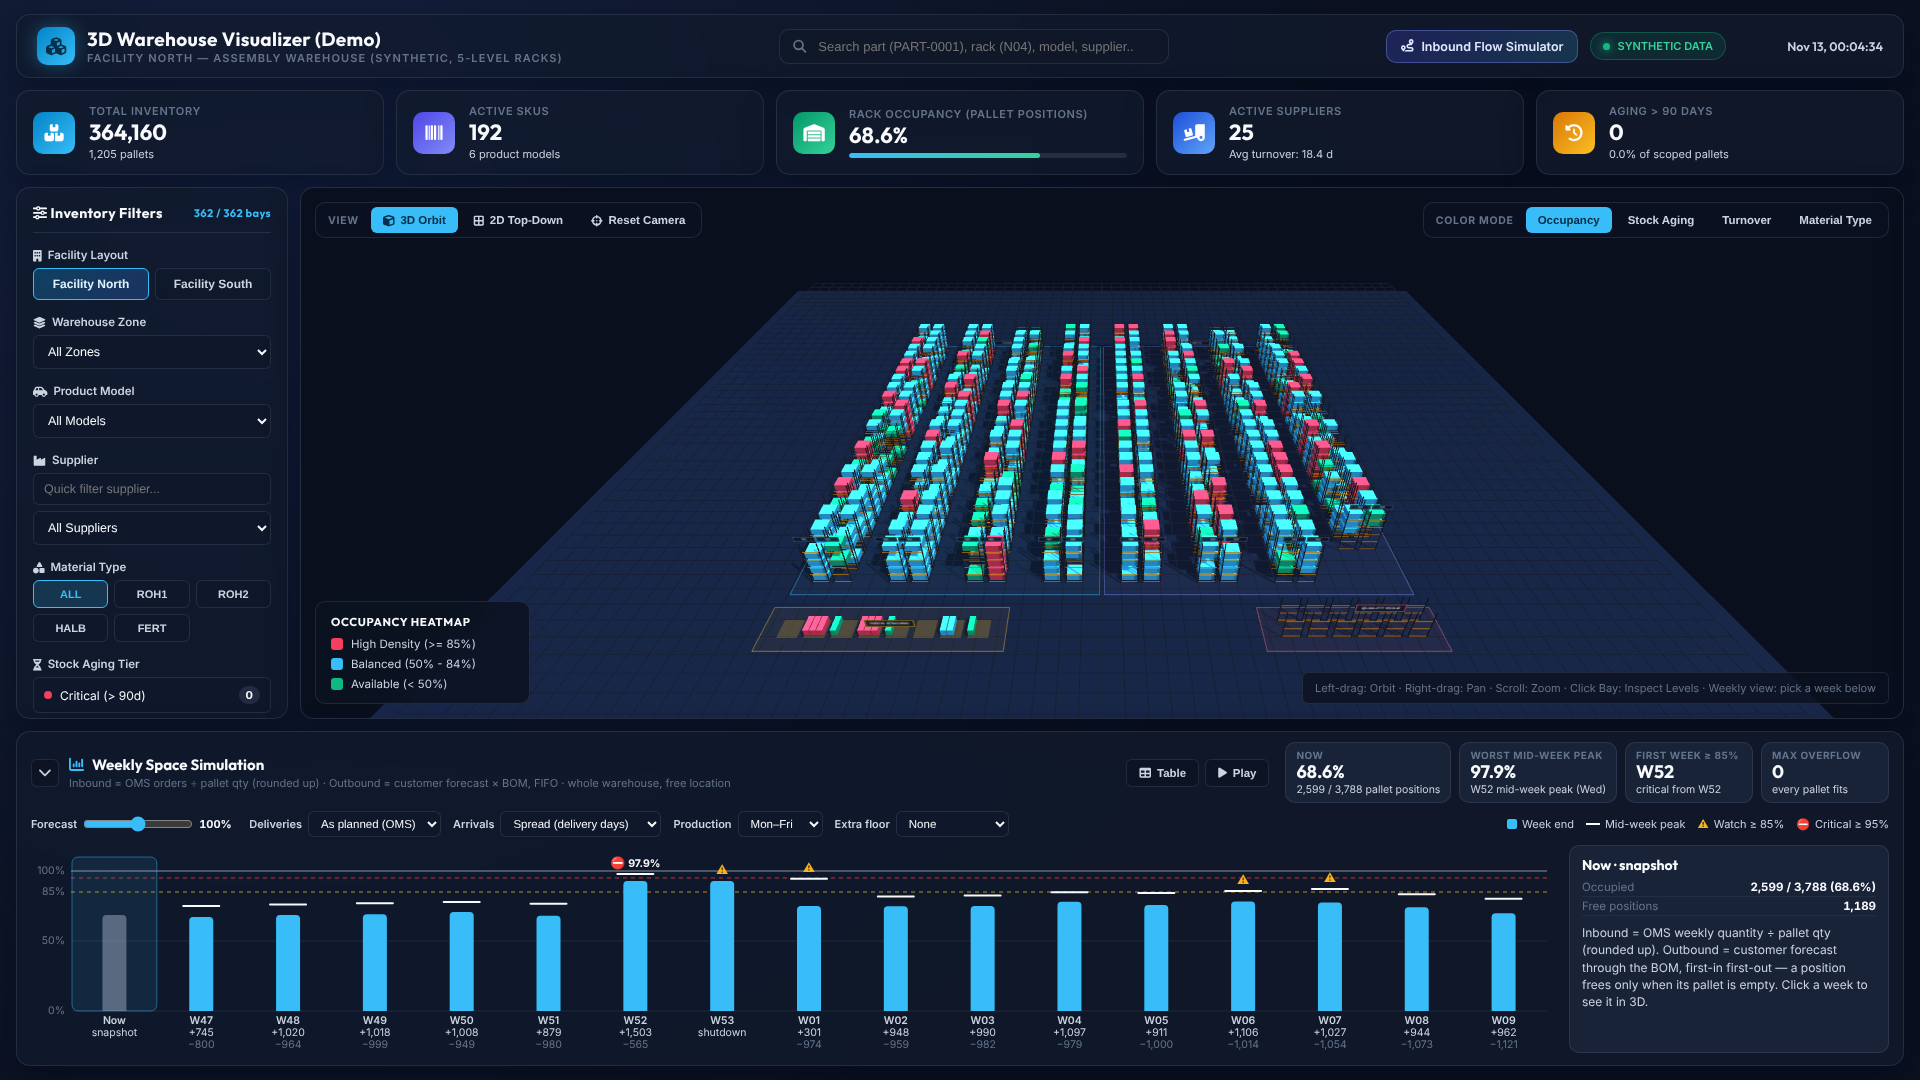 3D Warehouse Visualizer (Demo)
FACILITY NORTH — ASSEMBLY WAREHOUSE (SYNTHETIC, 5-LEVEL RACKS)
Search part (PART-0001), rack (N04), model, supplier..
Inbound Flow Simulator
SYNTHETIC DATA
Nov 13, 00:04:34
TOTAL INVENTORY
364,160
1,205 pallets
ACTIVE SKUS
192
6 product models
RACK OCCUPANCY (PALLET POSITIONS)
68.6%
ACTIVE SUPPLIERS
25
Avg turnover: 18.4 d
AGING > 90 DAYS
0
0.0% of scoped pallets
Inventory Filters
362 / 362 bays
Facility Layout
Facility North
Facility South
Warehouse Zone
All Zones
Product Model
All Models
Supplier
Quick filter supplier...
All Suppliers
Material Type
ALL
ROH1
ROH2
HALB
FERT
Stock Aging Tier
Critical (> 90d)
0
VIEW
3D Orbit
2D Top-Down
Reset Camera
COLOR MODE
Occupancy
Stock Aging
Turnover
Material Type
OCCUPANCY HEATMAP
High Density (>= 85%)
Balanced (50% - 84%)
Available (< 50%)
Left-drag: Orbit · Right-drag: Pan · Scroll: Zoom · Click Bay: Inspect Levels · Weekly view: pick a week below
Weekly Space Simulation
Inbound = OMS orders ÷ pallet qty (rounded up) · Outbound = customer forecast × BOM, FIFO · whole warehouse, free location
Table
Play
NOW
68.6%
2,599 / 3,788 pallet positions
WORST MID-WEEK PEAK
97.9%
W52 mid-week peak (Wed)
FIRST WEEK ≥ 85%
W52
critical from W52
MAX OVERFLOW
0
every pallet fits
Forecast
100%
Deliveries
As planned (OMS)
Arrivals
Spread (delivery days)
Production
Mon–Fri
Extra floor
None
Week end
Mid-week peak
Watch ≥ 85%
Critical ≥ 95%
100%
85%
50%
0%
97.9%
Now
snapshot
W47
+745
−800
W48
+1,020
−964
W49
+1,018
−999
W50
+1,008
−949
W51
+879
−980
W52
+1,503
−565
W53
shutdown
W01
+301
−974
W02
+948
−959
W03
+990
−982
W04
+1,097
−979
W05
+911
−1,000
W06
+1,106
−1,014
W07
+1,027
−1,054
W08
+944
−1,073
W09
+962
−1,121
Now · snapshot
Occupied
2,599 / 3,788 (68.6%)
Free positions
1,189
Inbound = OMS weekly quantity ÷ pallet qty
(rounded up). Outbound = customer forecast
through the BOM, first-in first-out — a position
frees only when its pallet is empty. Click a week to
see it in 3D.